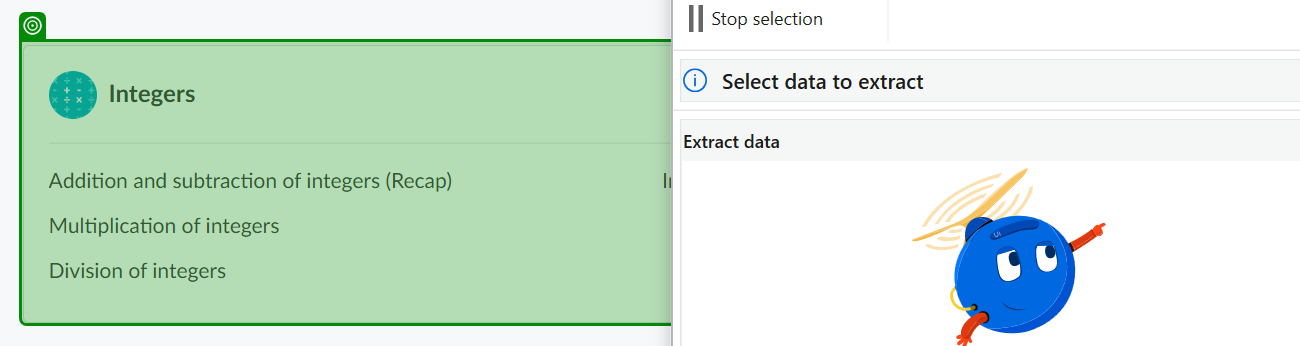 Integers
Addition and subtraction of integers (Recap)
Multiplication of integers
Division of integers
Stop selection
Select data to extract
Extract data
Ui